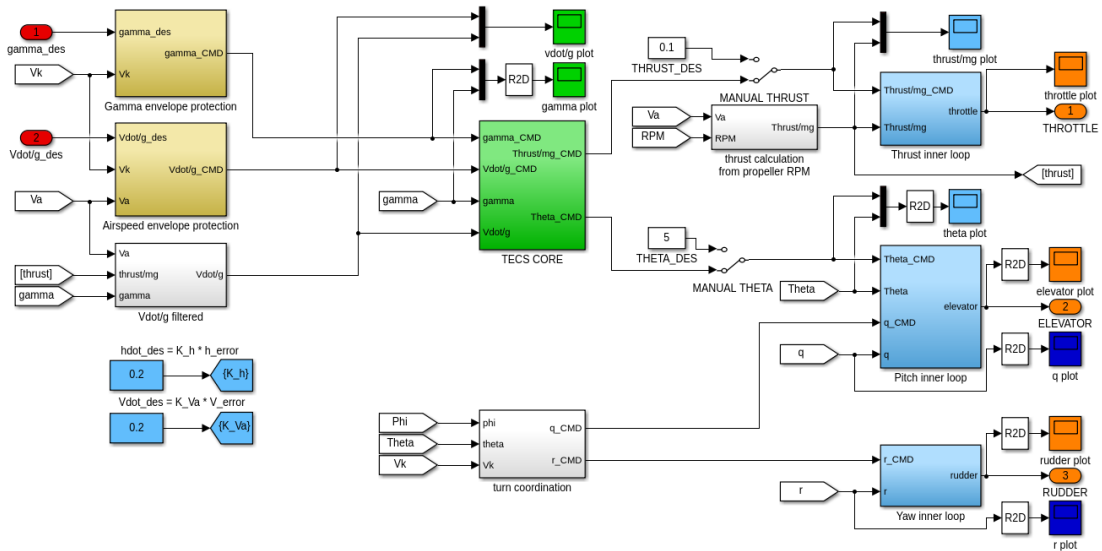 1
gamma_des
Vk
gamma_des
gamma_CMD
Vk
Gamma envelope protection
2
Vdot/g_des
Va
Vdot/g_des
Vk
Vdot/g_CMD
Va
Airspeed envelope protection
[thrust]
gamma
Va
thrust/mg
Vdot/g
gamma
Vdot/g filtered
hdot_des = K_h * h_error
0.2
{K_h}
Vdot_des = K_Va * V_error
0.2
{K_Va}
vdot/g plot
R2D
gamma plot
gamma
gamma_CMD
Thrust/mg_CMD
Vdot/g_CMD
gamma
Theta_CMD
Vdot/g
TECS CORE
0.1
THRUST_DES
MANUAL THRUST
Va
RPM
Va
Thrust/mg
RPM
thrust calculation
from propeller RPM
thrust/mg plot
Thrust/mg_CMD
throttle
Thrust/mg
Thrust inner loop
throttle plot
1
THROTTLE
[thrust]
5
THETA_DES
MANUAL THETA
R2D
theta plot
Theta
q
Theta_CMD
Theta
elevator
q_CMD
q
Pitch inner loop
R2D
elevator plot
2
ELEVATOR
R2D
q plot
Phi
Theta
Vk
phi
q_CMD
theta
r_CMD
Vk
turn coordination
r
r_CMD
rudder
r
Yaw inner loop
R2D
rudder plot
3
RUDDER
R2D
r plot